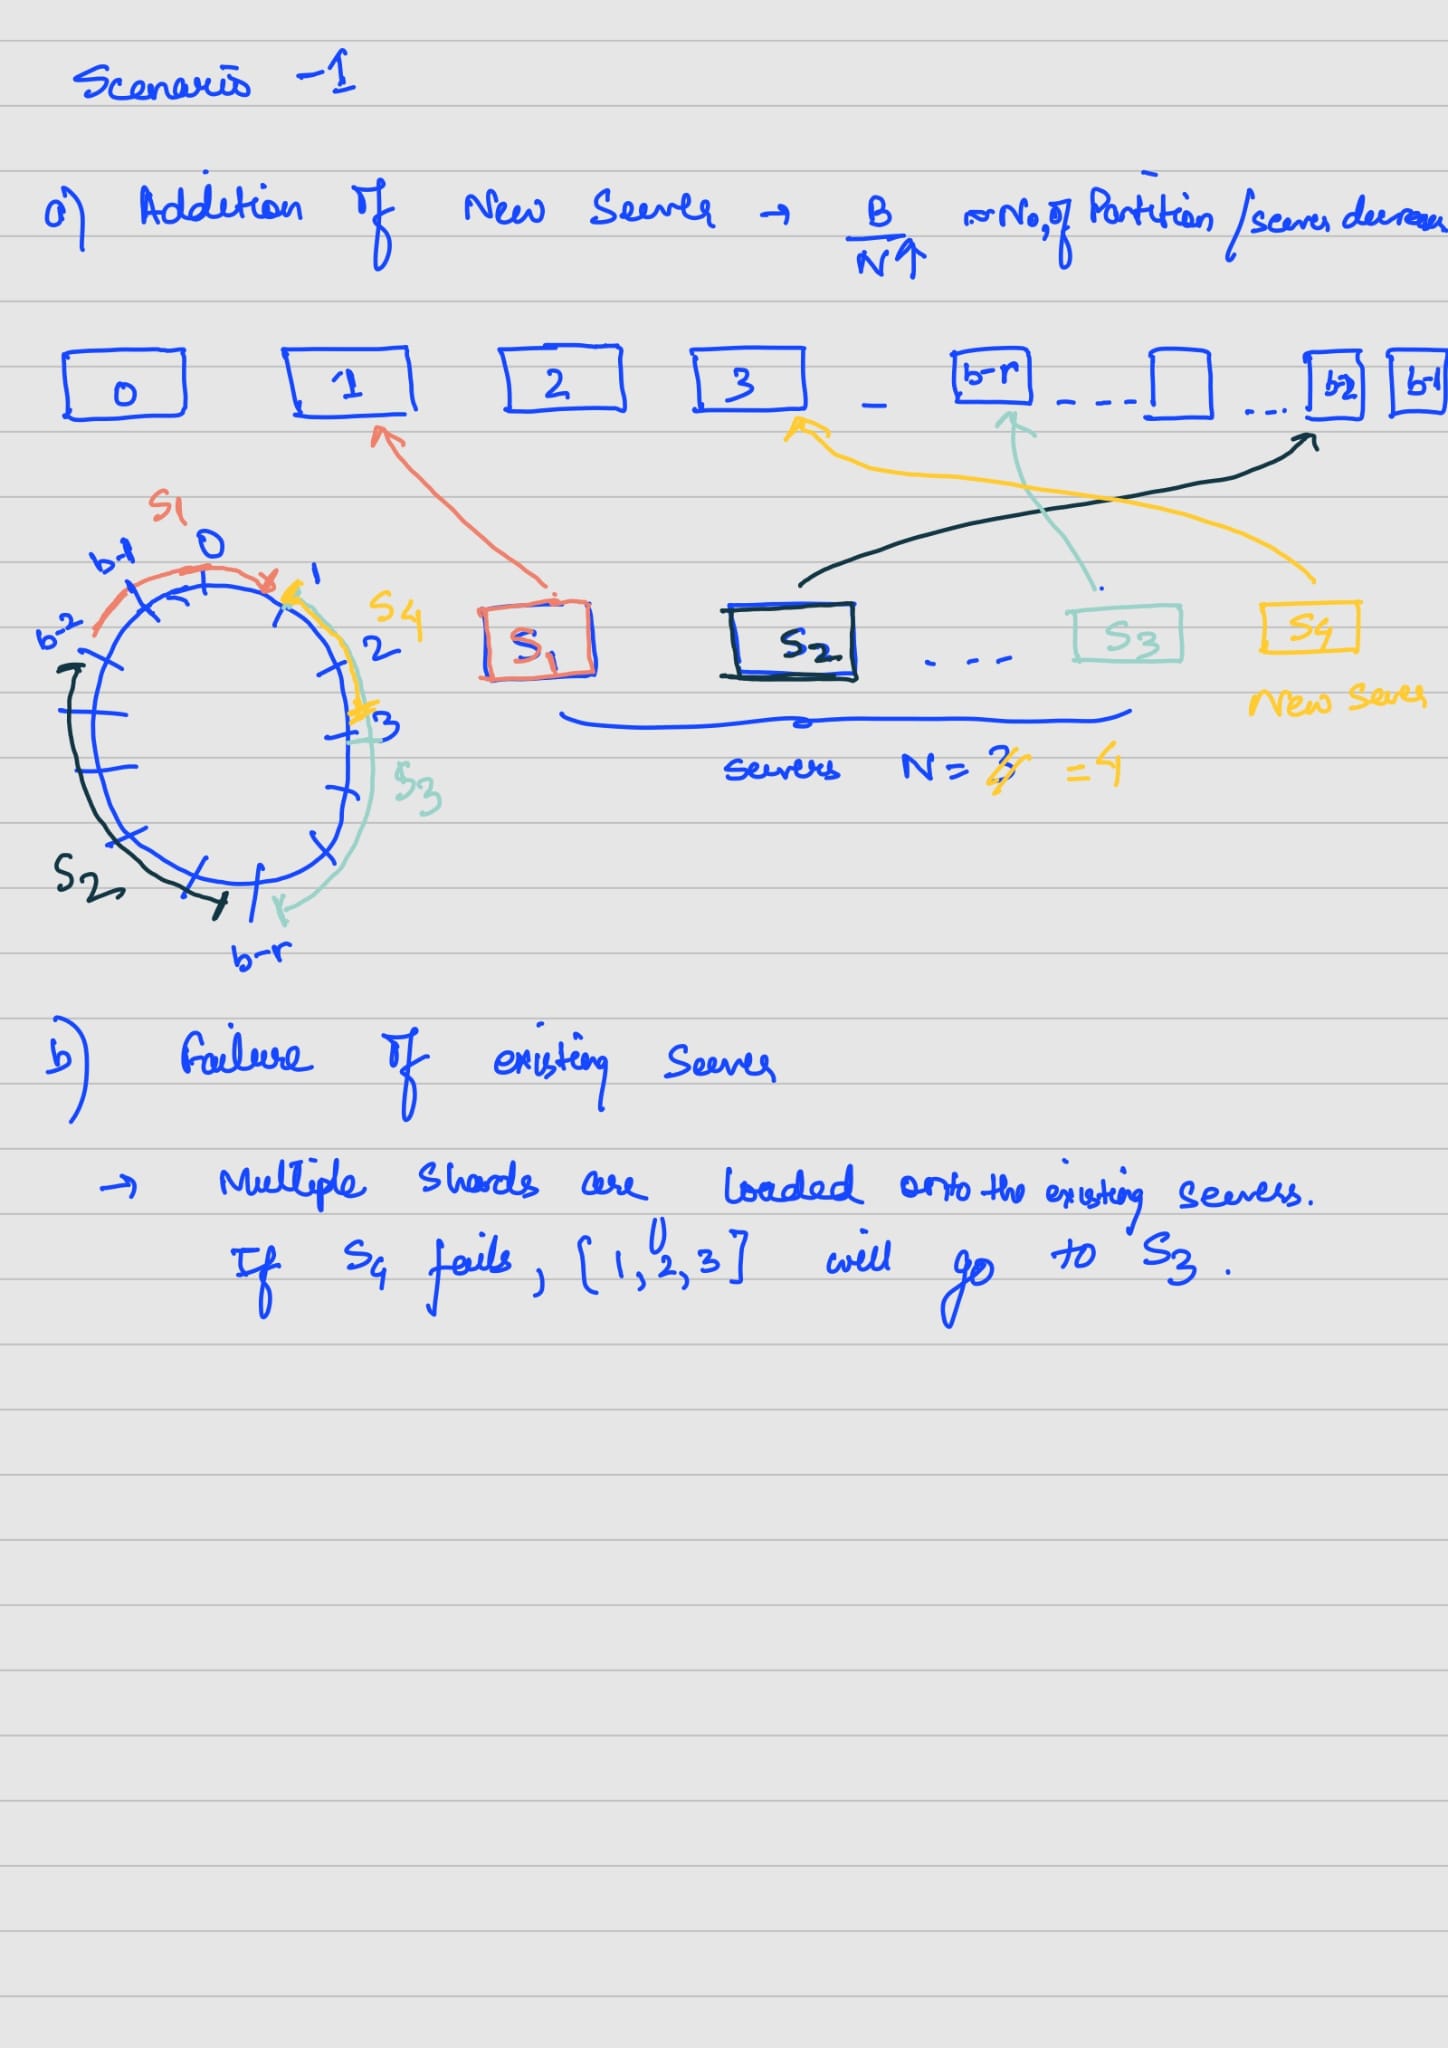 Scenario -1
a) Addition of New Server → B/N↑ ≈ No. of Partition / server decreases
0 1 2 3 _ b-r ---- ... b-2 b-1
S1
b-1 0 1
b-2 S4 2
S1 S2 ... S3 S4
3 New Server
S3 servers N = 3 = 4
S2
b-r
b) Failure of existing Server
→ Multiple Shards are loaded onto the existing servers.
If S4 fails, [1, 2, 3] will go to S3.